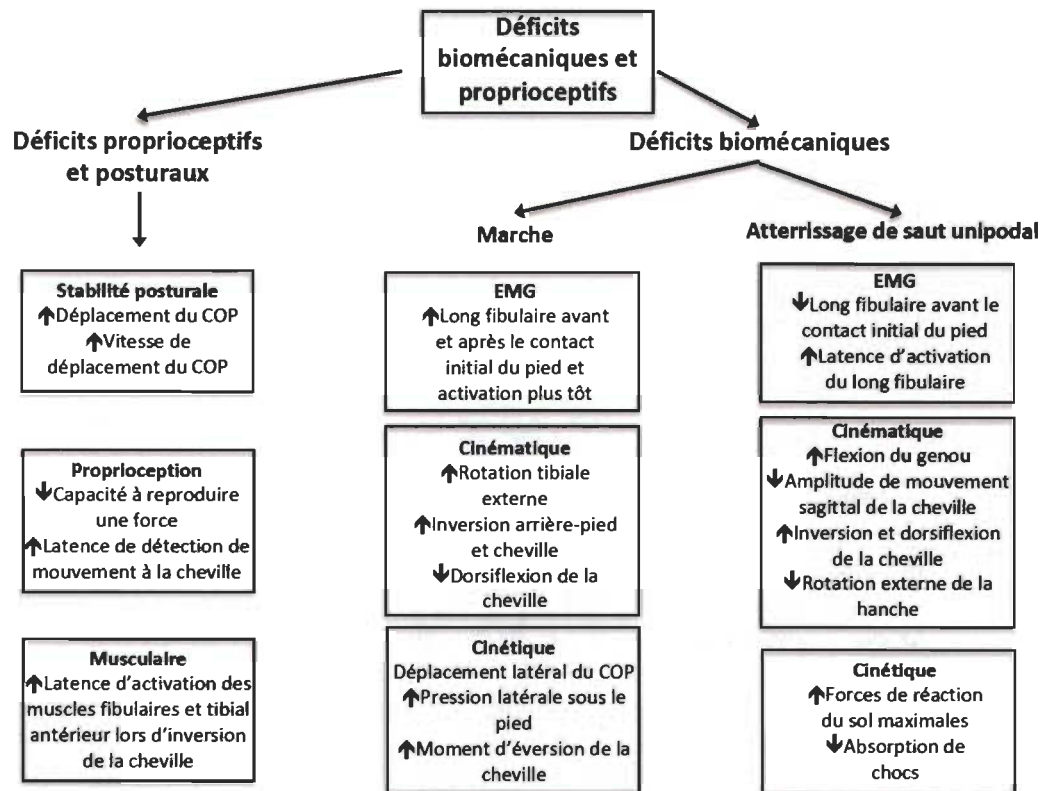 Déficits
biomécaniques et
proprioceptifs
Déficits proprioceptifs
et posturaux
Déficits biomécaniques
Marche
Atterrissage de saut unipodal
Stabilité posturale
↑Déplacement du COP
↑Vitesse de
déplacement du COP
Proprioception
↓Capacité à reproduire
une force
↑Latence de détection de
mouvement à la cheville
Musculaire
↑Latence d'activation des
muscles fibulaires et tibial
antérieur lors d'inversion
de la cheville
EMG
↑Long fibulaire avant
et après le contact
initial du pied et
activation plus tôt
Cinématique
↑Rotation tibiale
externe
↑Inversion arrière-pied
et cheville
↓Dorsiflexion de la
cheville
Cinétique
Déplacement latéral du COP
↑Pression latérale sous le
pied
↑Moment d'éversion de la
cheville
EMG
↓Long fibulaire avant le
contact initial du pied
↑Latence d'activation
du long fibulaire
Cinématique
↑Flexion du genou
↓Amplitude de mouvement
sagittal de la cheville
↑Inversion et dorsiflexion
de la cheville
↓Rotation externe de la
hanche
Cinétique
↑Forces de réaction
du sol maximales
↓Absorption de
chocs